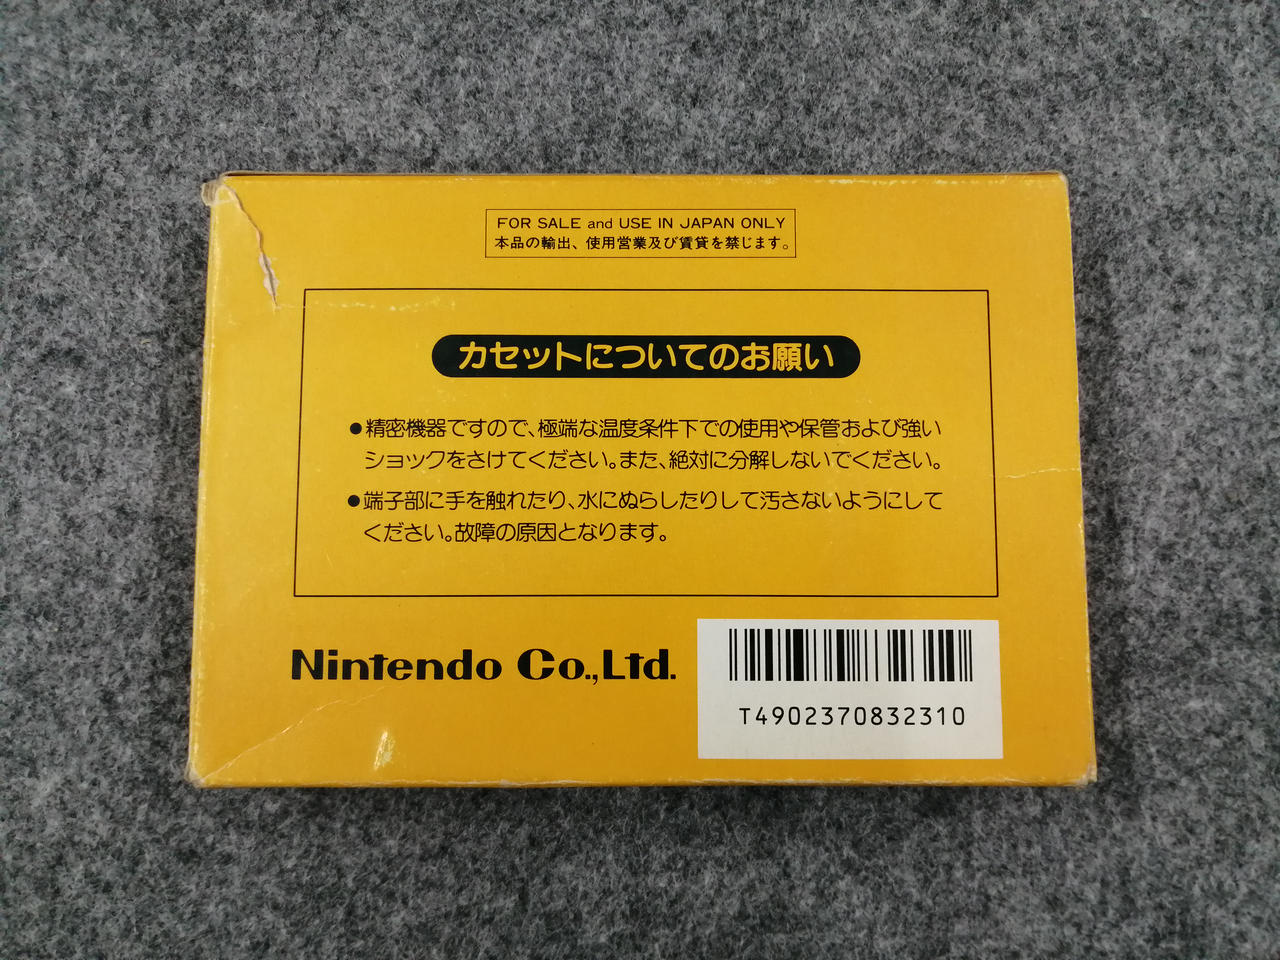 FOR SALE and USE IN JAPAN ONLY
本品の輸出、使用営業及び賃貸を禁じます。
カセットについてのお願い
●精密機器ですので、極端な温度条件下での使用や保管および強い
ショックをさけてください。また、絶対に分解しないでください。
●端子部に手を触れたり、水にぬらしたりして汚さないようにして
ください。故障の原因となります。
Nintendo Co.,Ltd.
T4902370832310